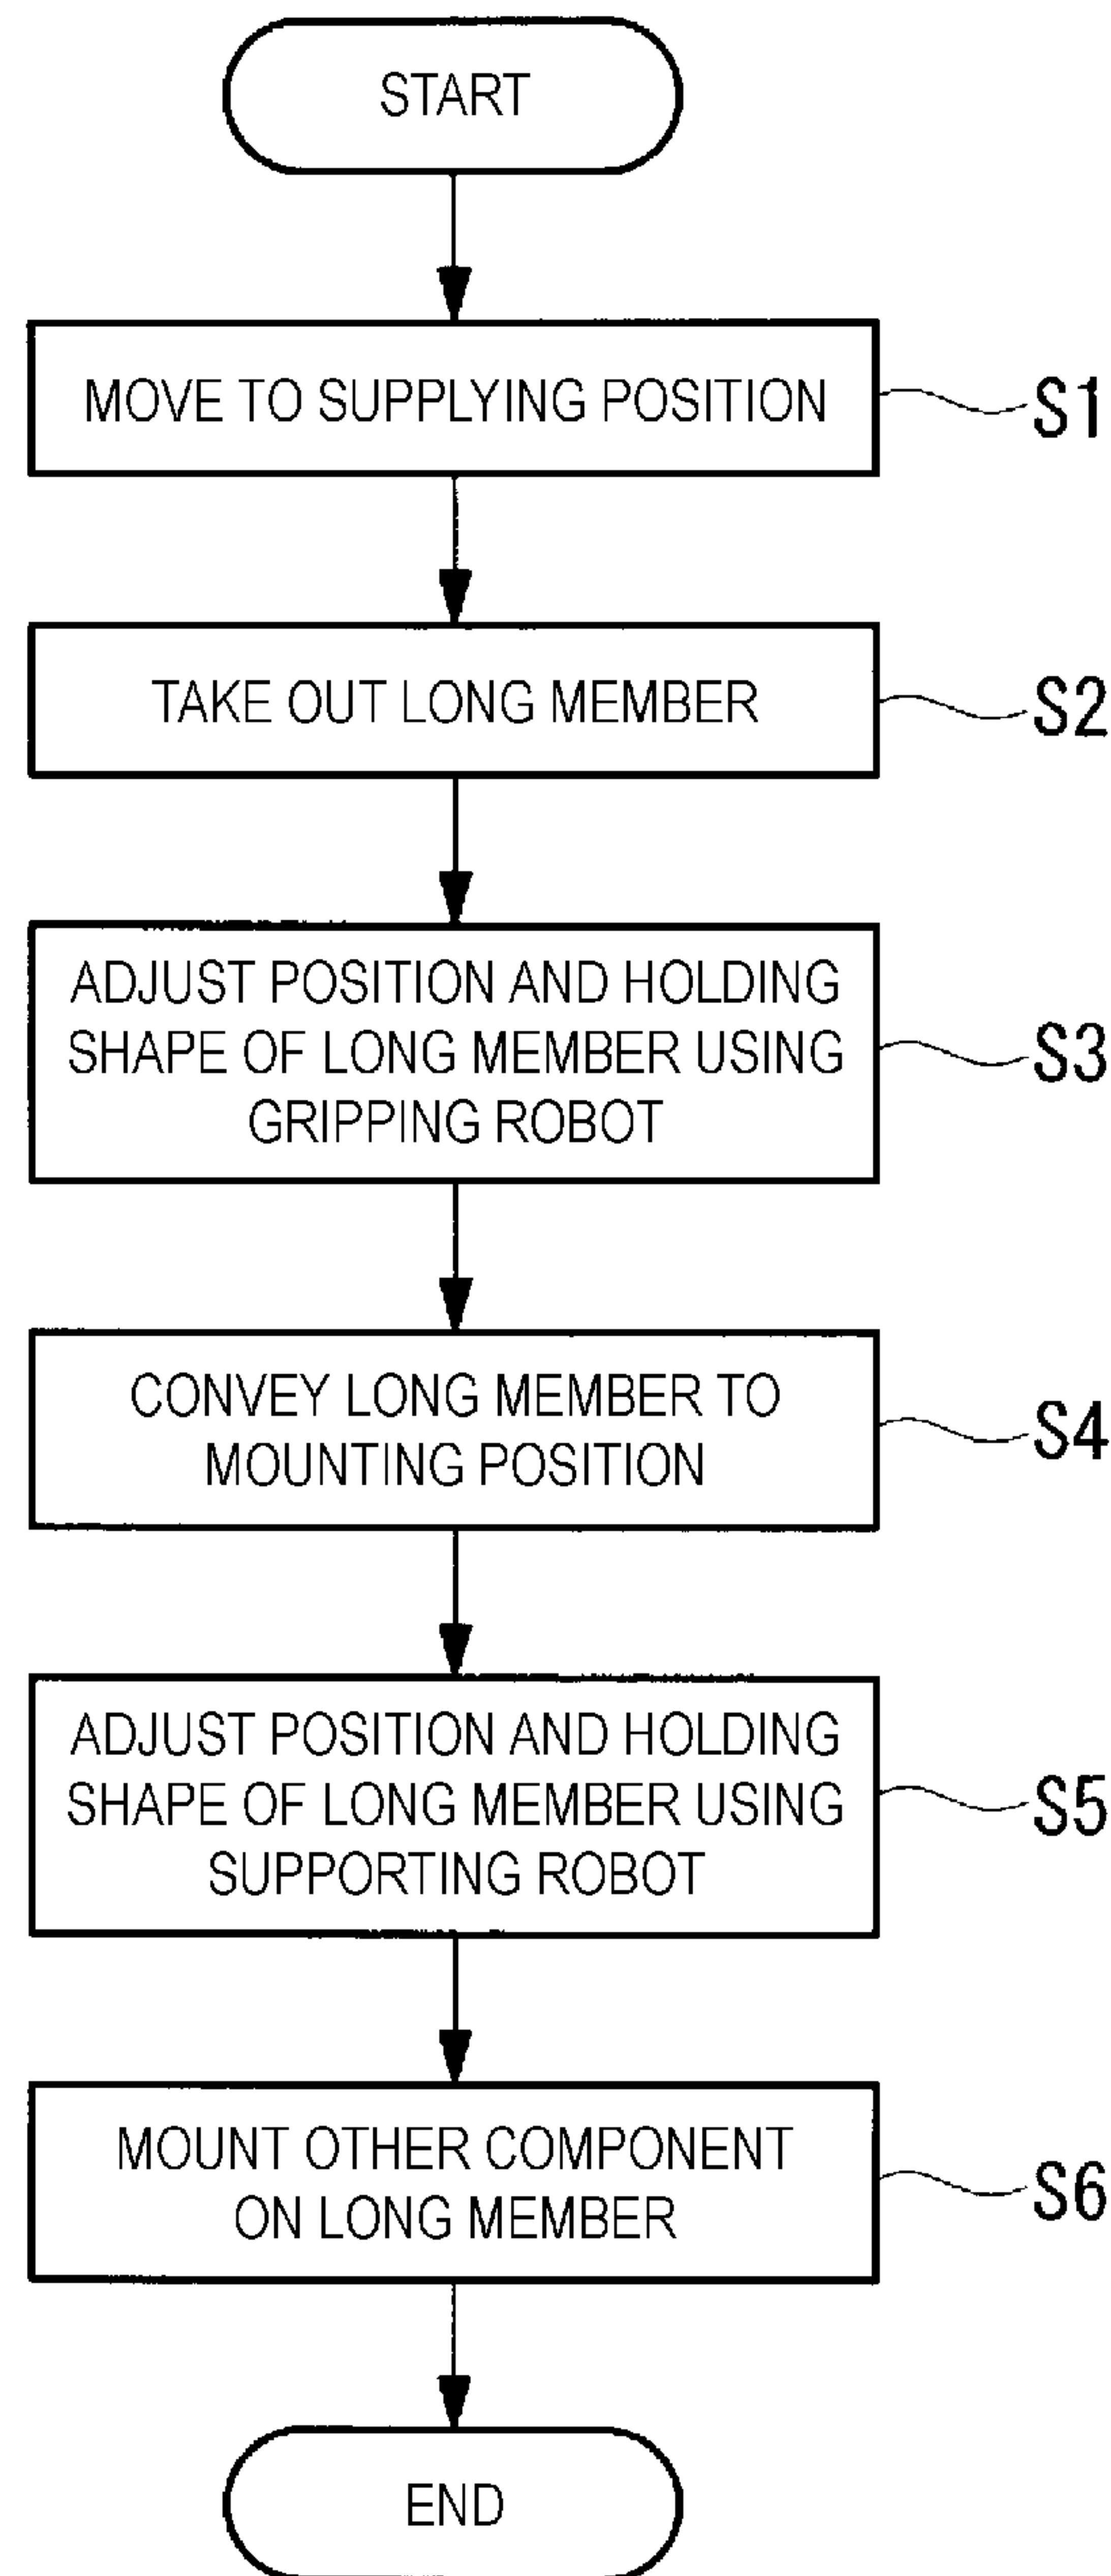 START
MOVE TO SUPPLYING POSITION
S1
TAKE OUT LONG MEMBER
S2
ADJUST POSITION AND HOLDING
SHAPE OF LONG MEMBER USING
GRIPPING ROBOT
S3
CONVEY LONG MEMBER TO
MOUNTING POSITION
S4
ADJUST POSITION AND HOLDING
SHAPE OF LONG MEMBER USING
SUPPORTING ROBOT
S5
MOUNT OTHER COMPONENT
ON LONG MEMBER
S6
END